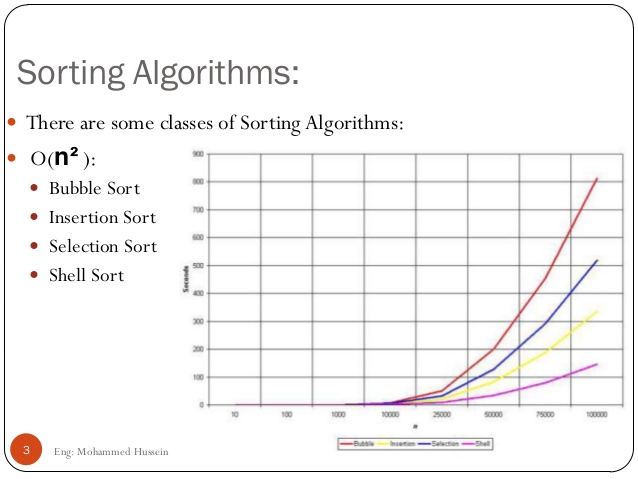 Sorting Algorithms:
• There are some classes of Sorting Algorithms:
• O(n² ):
• Bubble Sort
• Insertion Sort
• Selection Sort
• Shell Sort
900
800
700
600
500
400
300
200
100
0
Seconds
10 100 1000 10000 25000 50000 75000 100000
n
Bubble Insertion Selection Shell
3 Eng: Mohammed Hussein